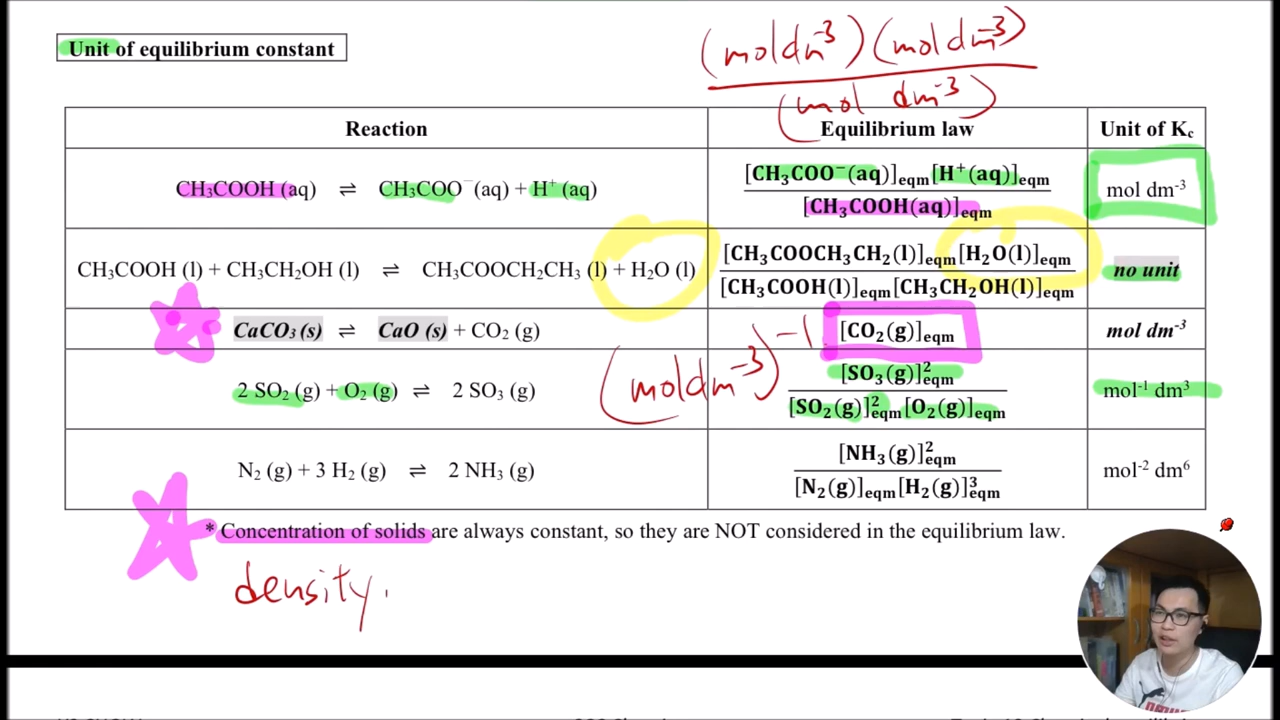 Unit of equilibrium constant
(mol dm⁻³) (mol dm⁻³)
(mol dm⁻³)
Reaction Equilibrium law Unit of Kc
CH₃COOH (aq) ⇌ CH₃COO⁻ (aq) + H⁺ (aq) [CH₃COO⁻(aq)]eqm[H⁺(aq)]eqm mol dm⁻³
[CH₃COOH(aq)]eqm
CH₃COOH (l) + CH₃CH₂OH (l) ⇌ CH₃COOCH₂CH₃ (l) + H₂O (l) [CH₃COOCH₃CH₂(l)]eqm[H₂O(l)]eqm no unit
[CH₃COOH(l)]eqm[CH₃CH₂OH(l)]eqm
CaCO₃ (s) ⇌ CaO (s) + CO₂ (g) [CO₂(g)]eqm mol dm⁻³
(mol dm⁻³)⁻¹
2 SO₂ (g) + O₂ (g) ⇌ 2 SO₃ (g) [SO₃(g)]²eqm mol⁻¹ dm³
[SO₂(g)]²eqm[O₂(g)]eqm
N₂ (g) + 3 H₂ (g) ⇌ 2 NH₃ (g) [NH₃(g)]²eqm mol⁻² dm⁶
[N₂(g)]eqm[H₂(g)]³eqm
* Concentration of solids are always constant, so they are NOT considered in the equilibrium law.
density.